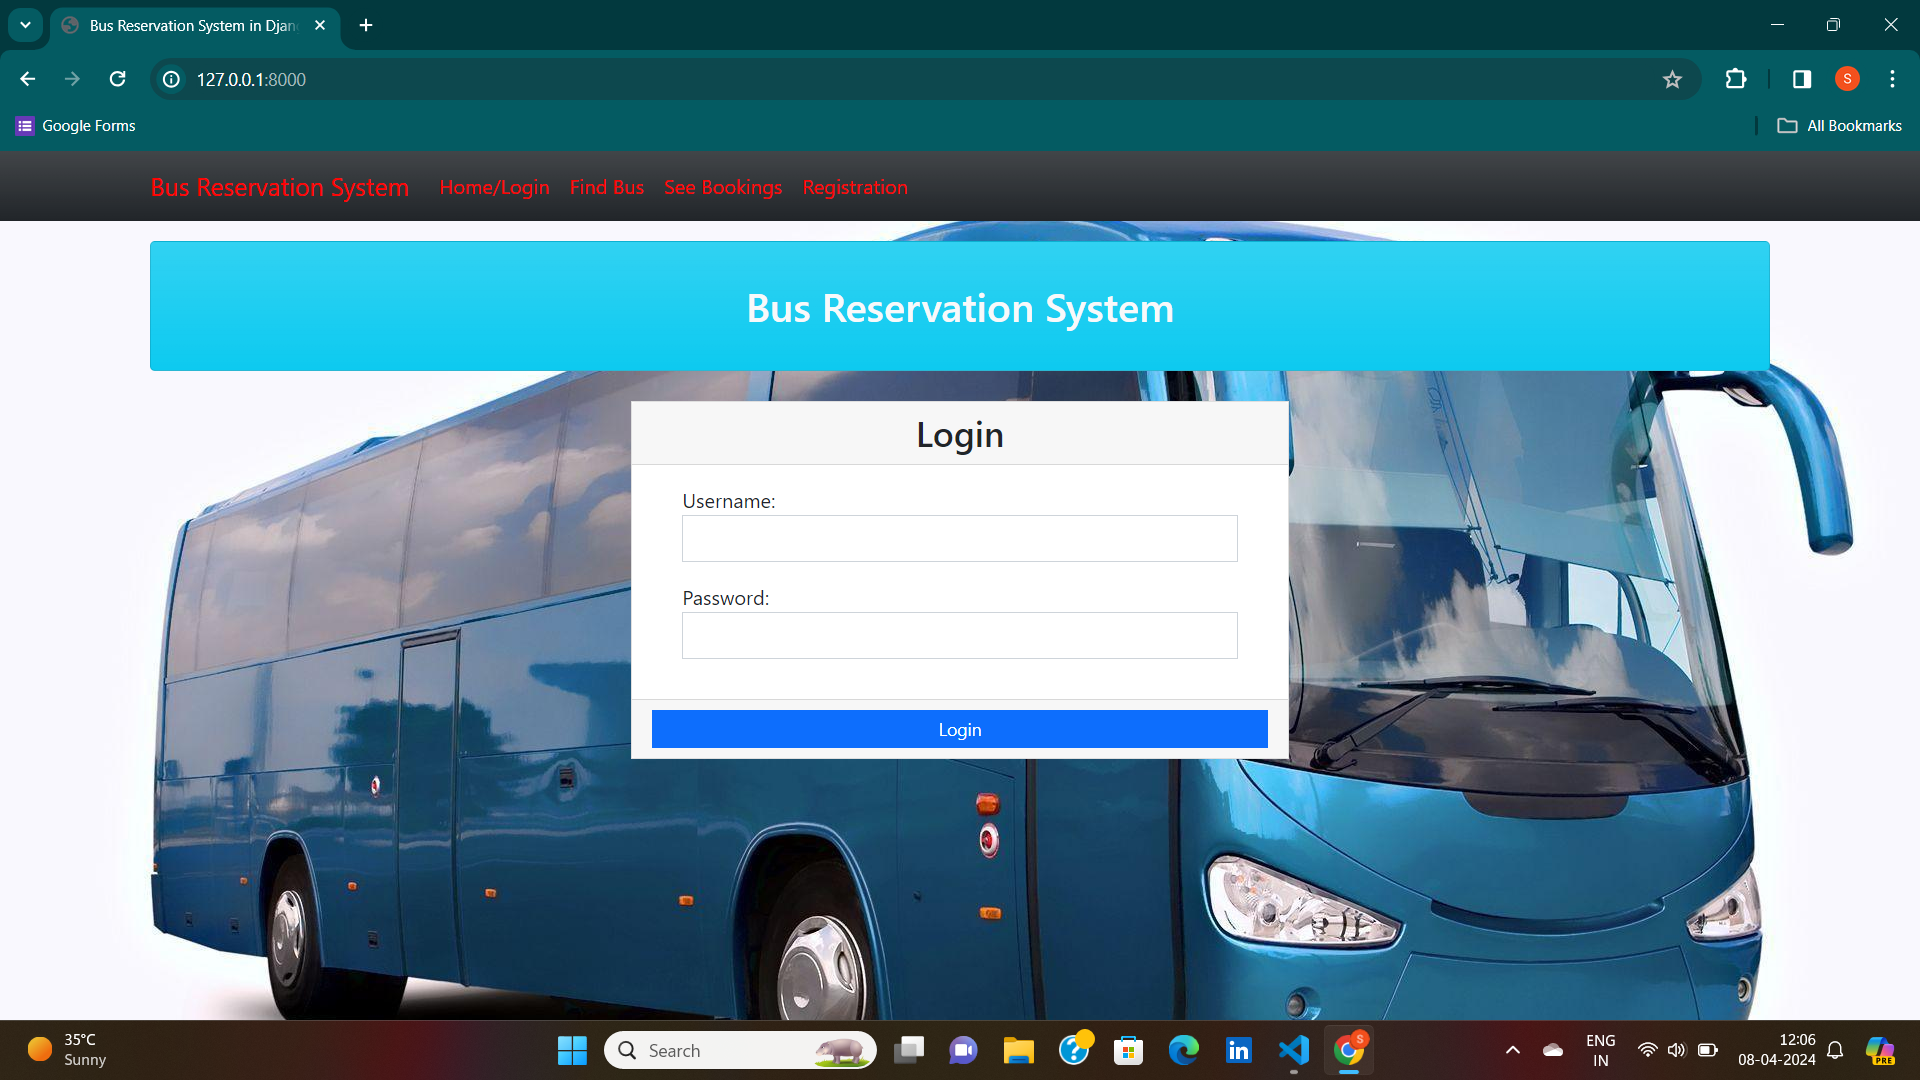 Bus Reservation System in Djan
127.0.0.1:8000
S
Google Forms
All Bookmarks
Bus Reservation System Home/Login Find Bus See Bookings Registration
Bus Reservation System
Login
Username:
Password:
Login
35°C
Sunny
Search
in
S
ENG
IN
12:06
08-04-2024
PRE